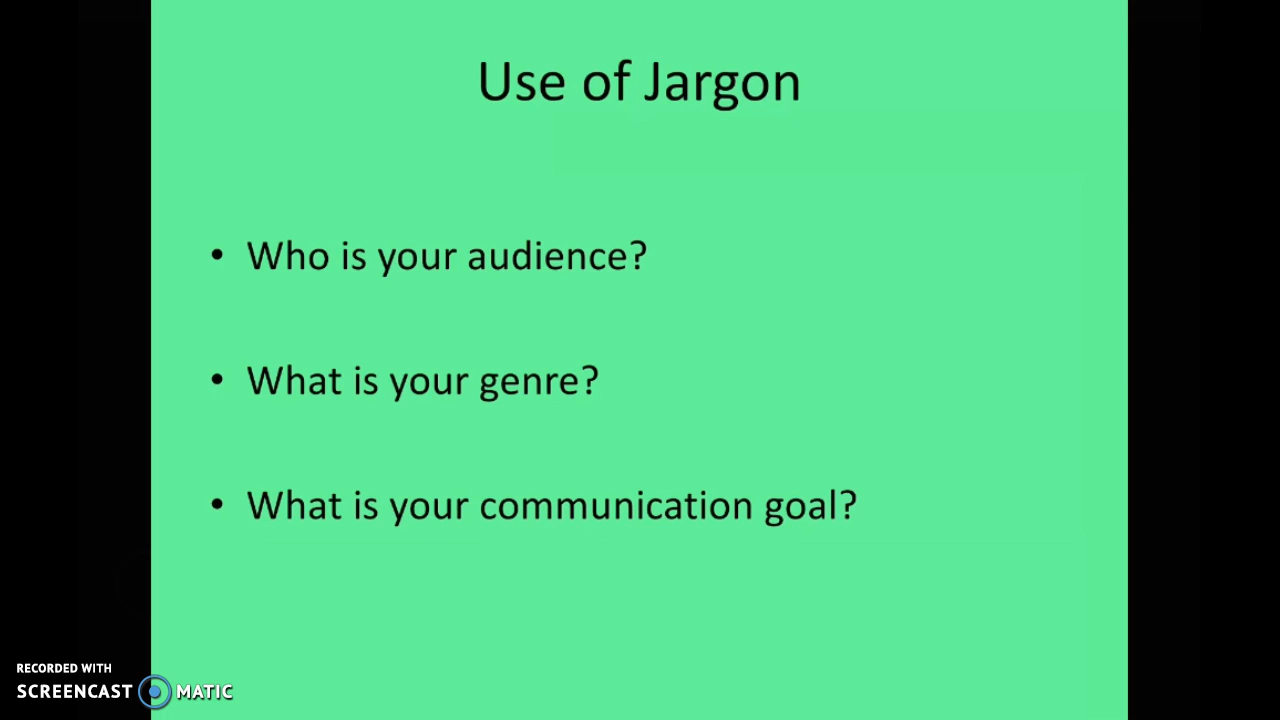 Use of Jargon
• Who is your audience?
• What is your genre?
• What is your communication goal?
RECORDED WITH
SCREENCAST MATIC